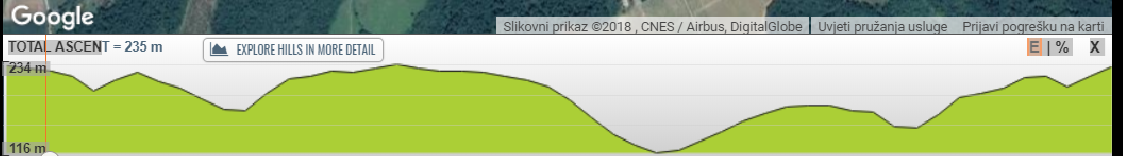 Google
Slikovni prikaz ©2018 , CNES / Airbus, DigitalGlobe Uvjeti pružanja usluge Prijavi pogrešku na karti
TOTAL ASCENT = 235 m EXPLORE HILLS IN MORE DETAIL E | % X
234 m
116 m